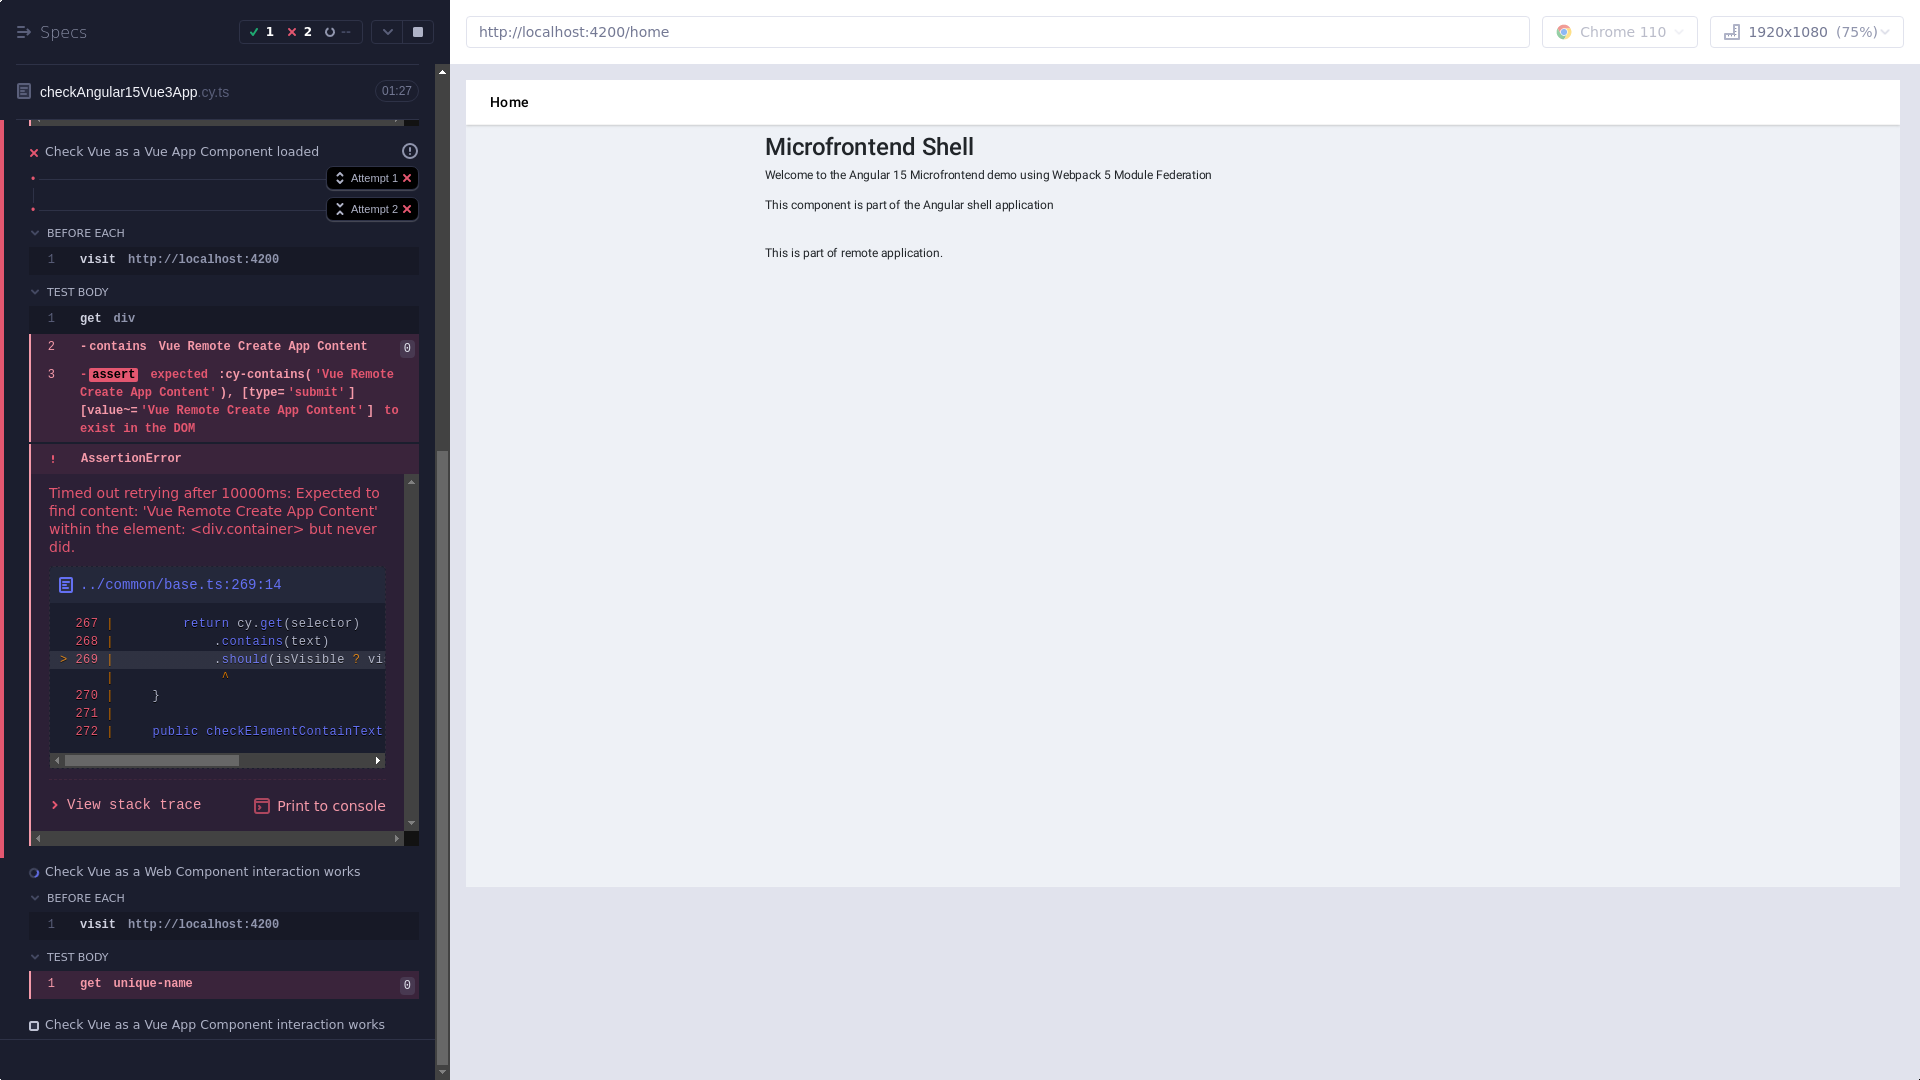 Specs
1 2 --
checkAngular15Vue3App.cy.ts 01:27
Check Vue as a Vue App Component loaded
Attempt 1
Attempt 2
BEFORE EACH
1 visit http://localhost:4200
TEST BODY
1 get div
2 -contains Vue Remote Create App Content 0
3 -assert expected :cy-contains('Vue Remote
Create App Content'), [type='submit']
[value~='Vue Remote Create App Content'] to
exist in the DOM
! AssertionError
Timed out retrying after 10000ms: Expected to
find content: 'Vue Remote Create App Content'
within the element: <div.container> but never
did.
../common/base.ts:269:14
267 | return cy.get(selector)
268 | .contains(text)
> 269 | .should(isVisible ? vi
| ^
270 | }
271 |
272 | public checkElementContainText
View stack trace Print to console
Check Vue as a Web Component interaction works
BEFORE EACH
1 visit http://localhost:4200
TEST BODY
1 get unique-name 0
Check Vue as a Vue App Component interaction works
http://localhost:4200/home
Chrome 110
1920x1080 (75%)
Home
Microfrontend Shell
Welcome to the Angular 15 Microfrontend demo using Webpack 5 Module Federation
This component is part of the Angular shell application
This is part of remote application.